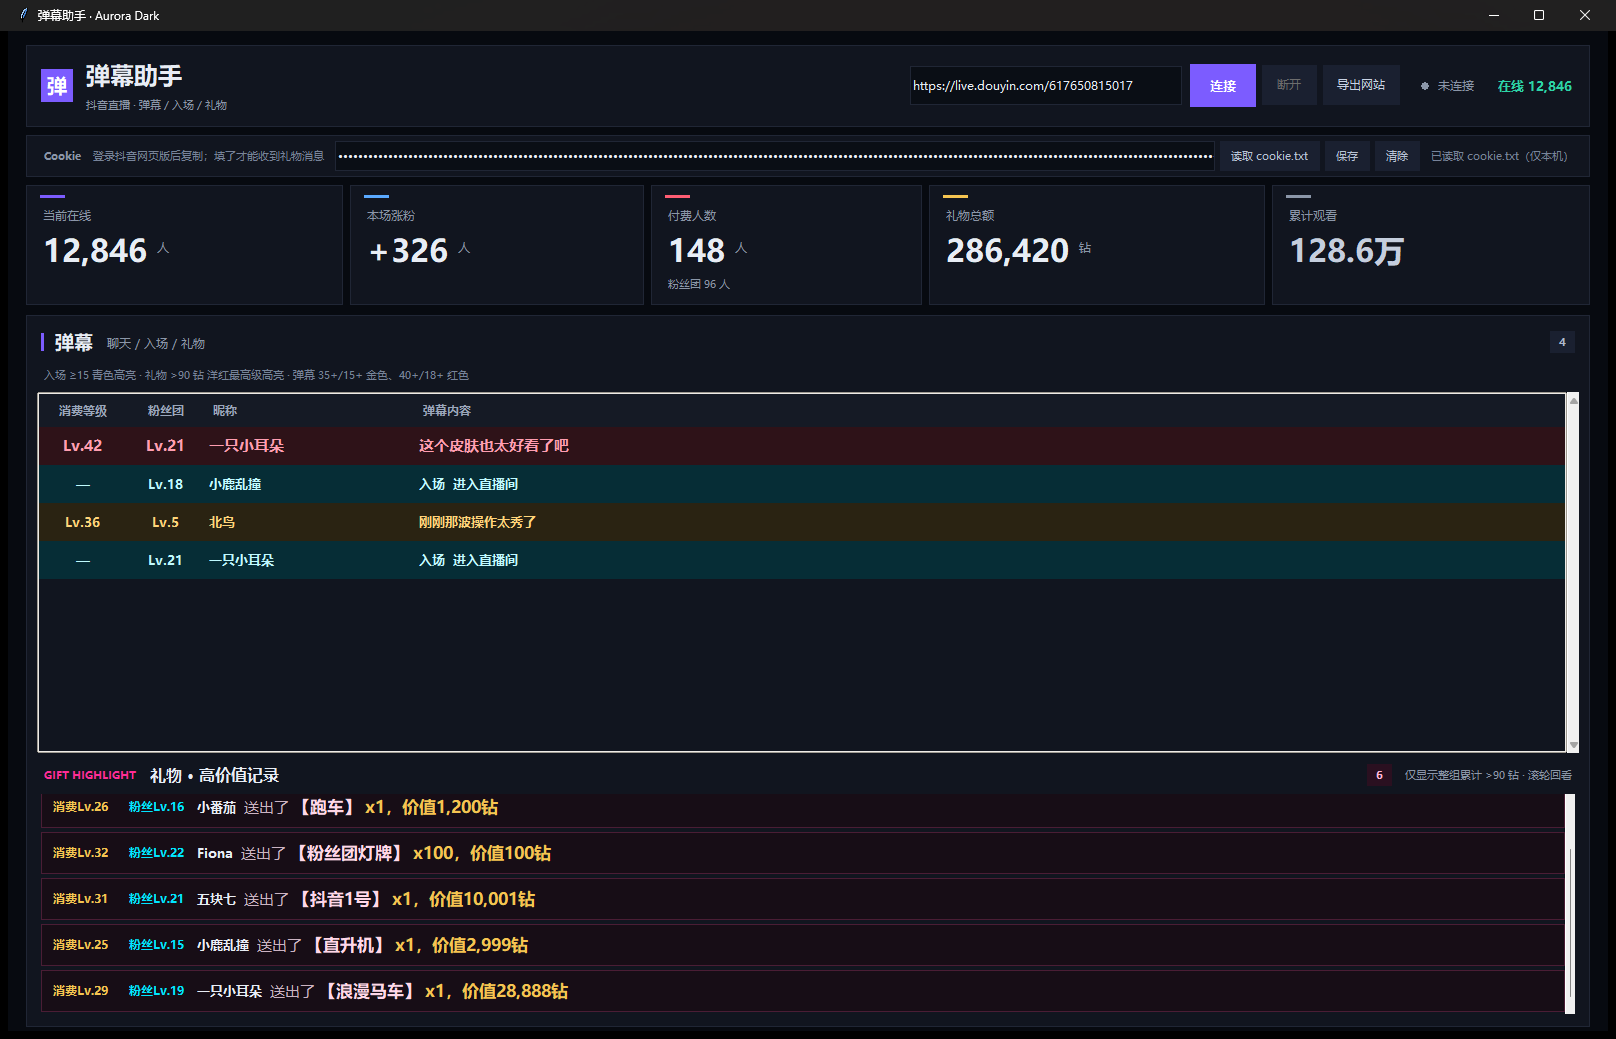 弹幕助手 · Aurora Dark
弹
弹幕助手
抖音直播 · 弹幕 / 入场 / 礼物
https://live.douyin.com/617650815017
连接
断开
导出网站
未连接
在线 12,846
Cookie 登录抖音网页版后复制；填了才能收到礼物消息
读取 cookie.txt
保存
清除
已读取 cookie.txt（仅本机）
当前在线
12,846 人
本场涨粉
+326 人
付费人数
148 人
粉丝团 96 人
礼物总额
286,420 钻
累计观看
128.6万
弹幕 聊天 / 入场 / 礼物
4
入场 ≥15 青色高亮 · 礼物 >90 钻 洋红最高级高亮 · 弹幕 35+/15+ 金色、40+/18+ 红色
消费等级 粉丝团 昵称 弹幕内容
Lv.42 Lv.21 一只小耳朵 这个皮肤也太好看了吧
— Lv.18 小鹿乱撞 入场 进入直播间
Lv.36 Lv.5 北鸟 刚刚那波操作太秀了
— Lv.21 一只小耳朵 入场 进入直播间
GIFT HIGHLIGHT 礼物 • 高价值记录
6 仅显示整组累计 >90 钻 · 滚轮回看
消费Lv.26 粉丝Lv.16 小番茄 送出了 【跑车】 x1，价值1,200钻
消费Lv.32 粉丝Lv.22 Fiona 送出了 【粉丝团灯牌】 x100，价值100钻
消费Lv.31 粉丝Lv.21 五块七 送出了 【抖音1号】 x1，价值10,001钻
消费Lv.25 粉丝Lv.15 小鹿乱撞 送出了 【直升机】 x1，价值2,999钻
消费Lv.29 粉丝Lv.19 一只小耳朵 送出了 【浪漫马车】 x1，价值28,888钻